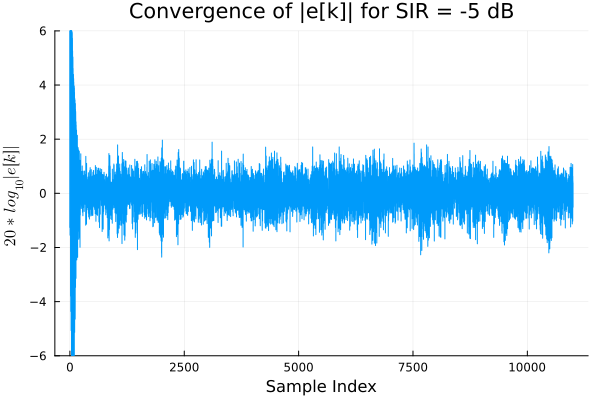 Convergence of |e[k]| for SIR = -5 dB
6
4
2
0
−2
−4
−6
20 * log₁₀|e[k]|
0 2500 5000 7500 10000
Sample Index